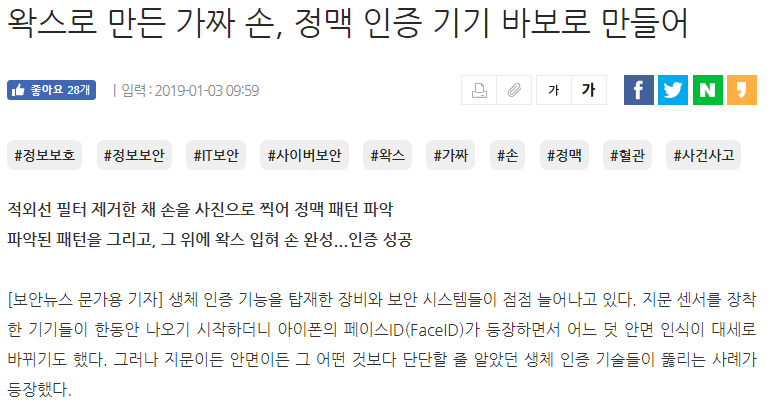 왁스로 만든 가짜 손, 정맥 인증 기기 바보로 만들어
좋아요 28개 | 입력 : 2019-01-03 09:59 가 가 f N
#정보보호 #정보보안 #IT보안 #사이버보안 #왁스 #가짜 #손 #정맥 #혈관 #사건사고
적외선 필터 제거한 채 손을 사진으로 찍어 정맥 패턴 파악
파악된 패턴을 그리고, 그 위에 왁스 입혀 손 완성...인증 성공
[보안뉴스 문가용 기자] 생체 인증 기능을 탑재한 장비와 보안 시스템들이 점점 늘어나고 있다. 지문 센서를 장착
한 기기들이 한동안 나오기 시작하더니 아이폰의 페이스ID(FaceID)가 등장하면서 어느 덧 안면 인식이 대세로
바뀌기도 했다. 그러나 지문이든 안면이든 그 어떤 것보다 단단할 줄 알았던 생체 인증 기술들이 뚫리는 사례가
등장했다.